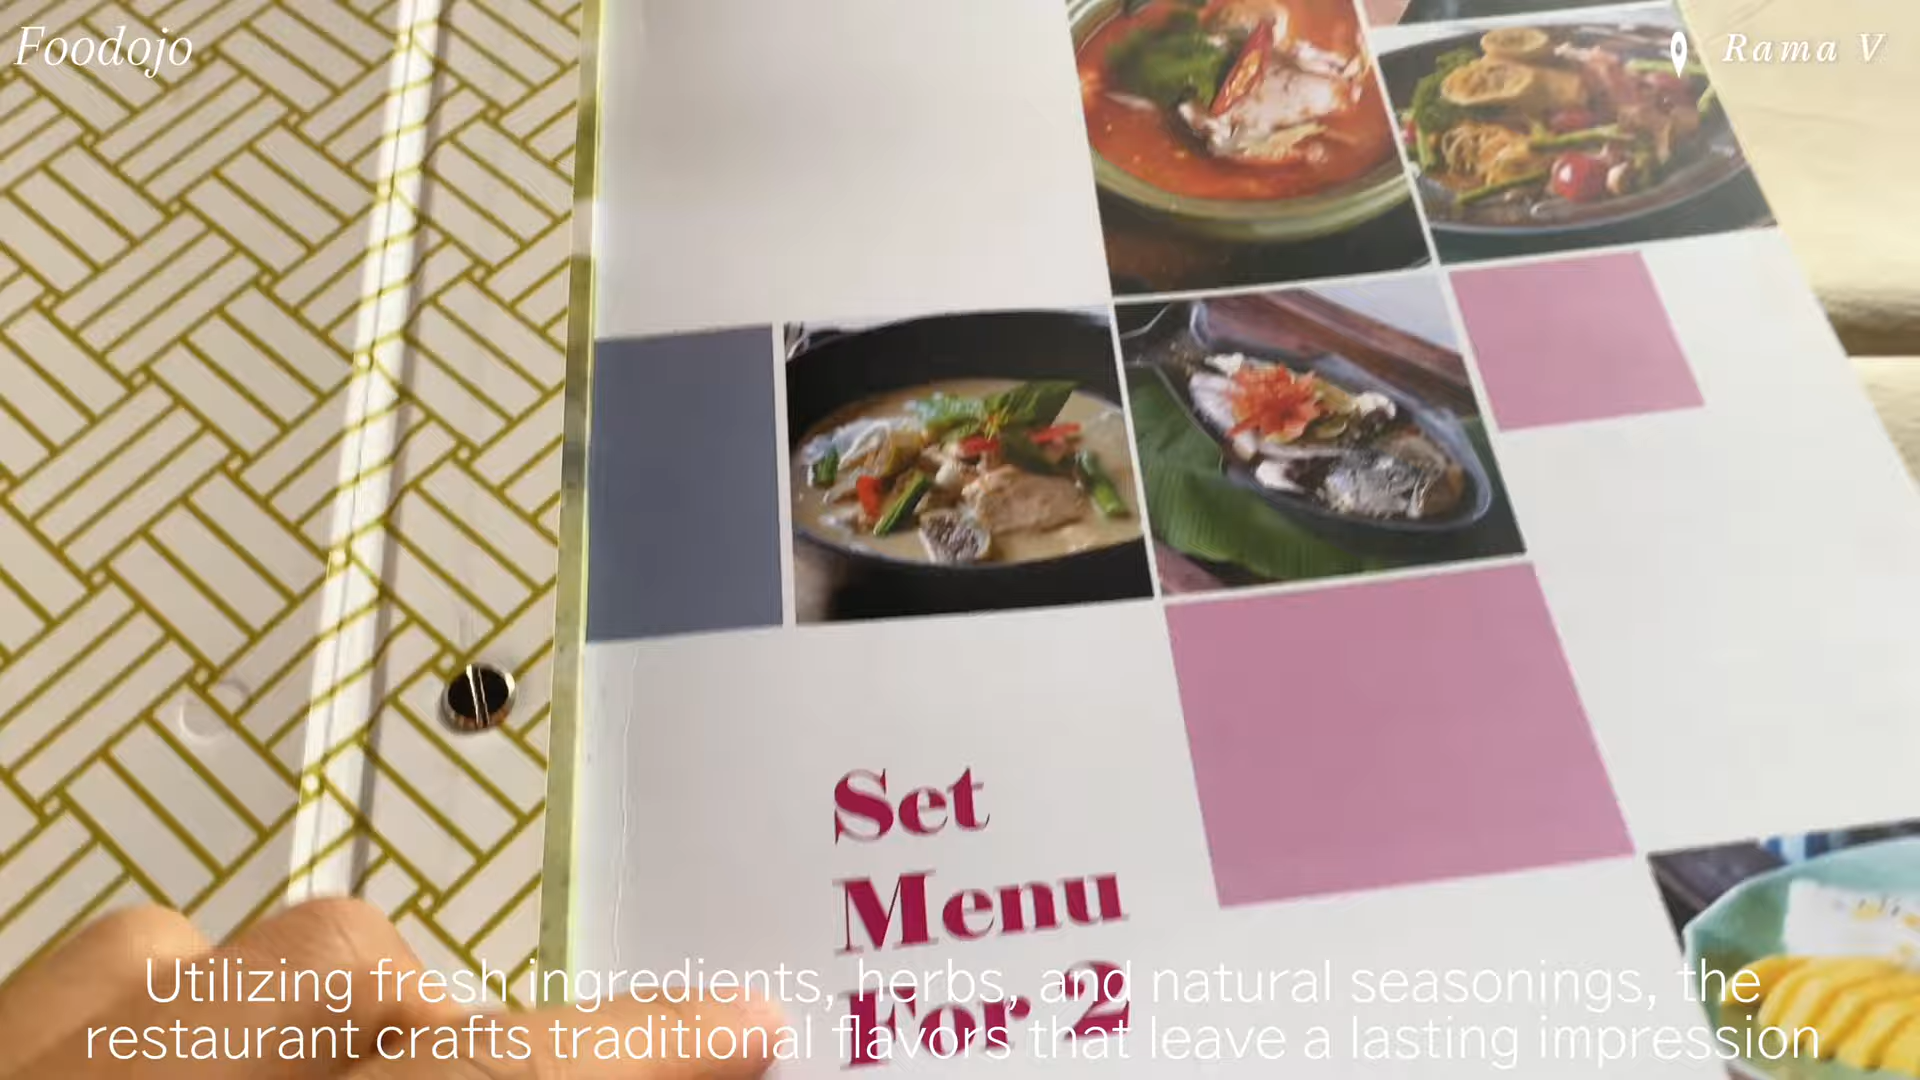 Foodojo
Rama V
Set
Menu
For 2
Utilizing fresh ingredients, herbs, and natural seasonings, the
restaurant crafts traditional flavors that leave a lasting impression